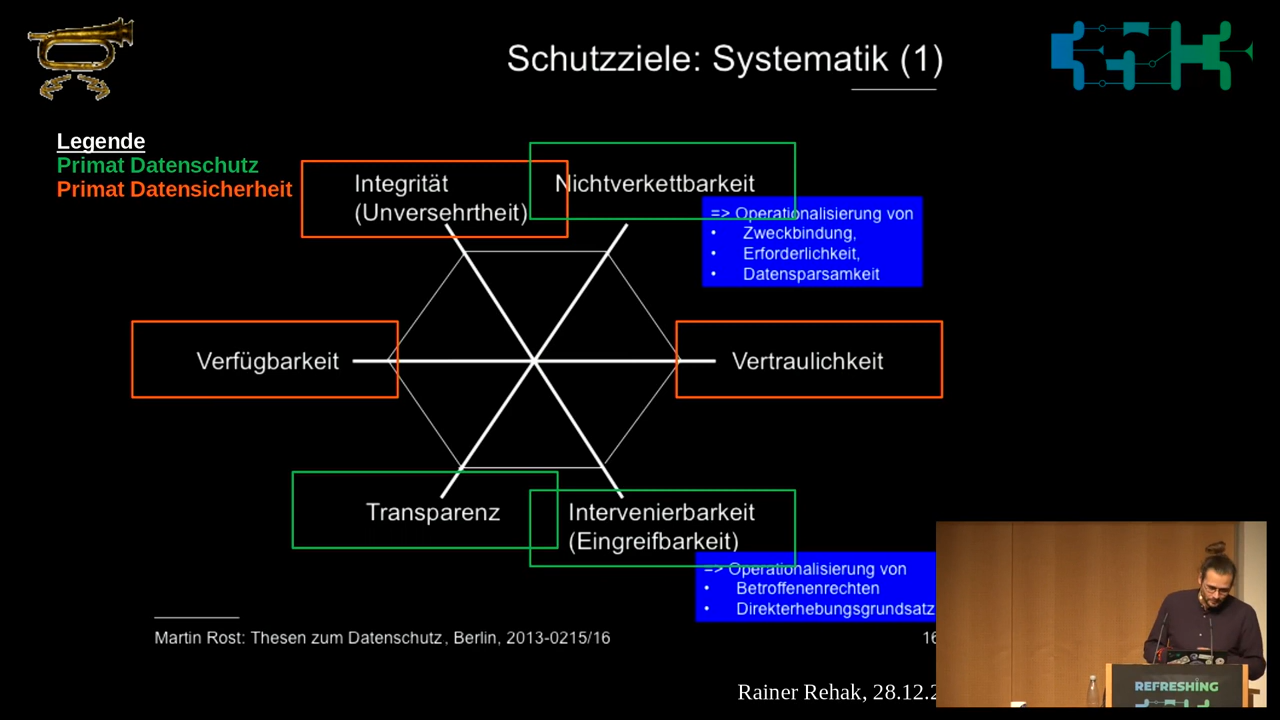 Schutzziele: Systematik (1)
Legende
Primat Datenschutz
Primat Datensicherheit
Integrität
(Unversehrtheit)
Nichtverkettbarkeit
=> Operationalisierung von
• Zweckbindung,
• Erforderlichkeit,
• Datensparsamkeit
Verfügbarkeit
Vertraulichkeit
Transparenz
Intervenierbarkeit
(Eingreifbarkeit)
=> Operationalisierung von
• Betroffenenrechten
• Direkterhebungsgrundsatz
Martin Rost: Thesen zum Datenschutz, Berlin, 2013-0215/16
16
Rainer Rehak, 28.12.2
REFRESHING